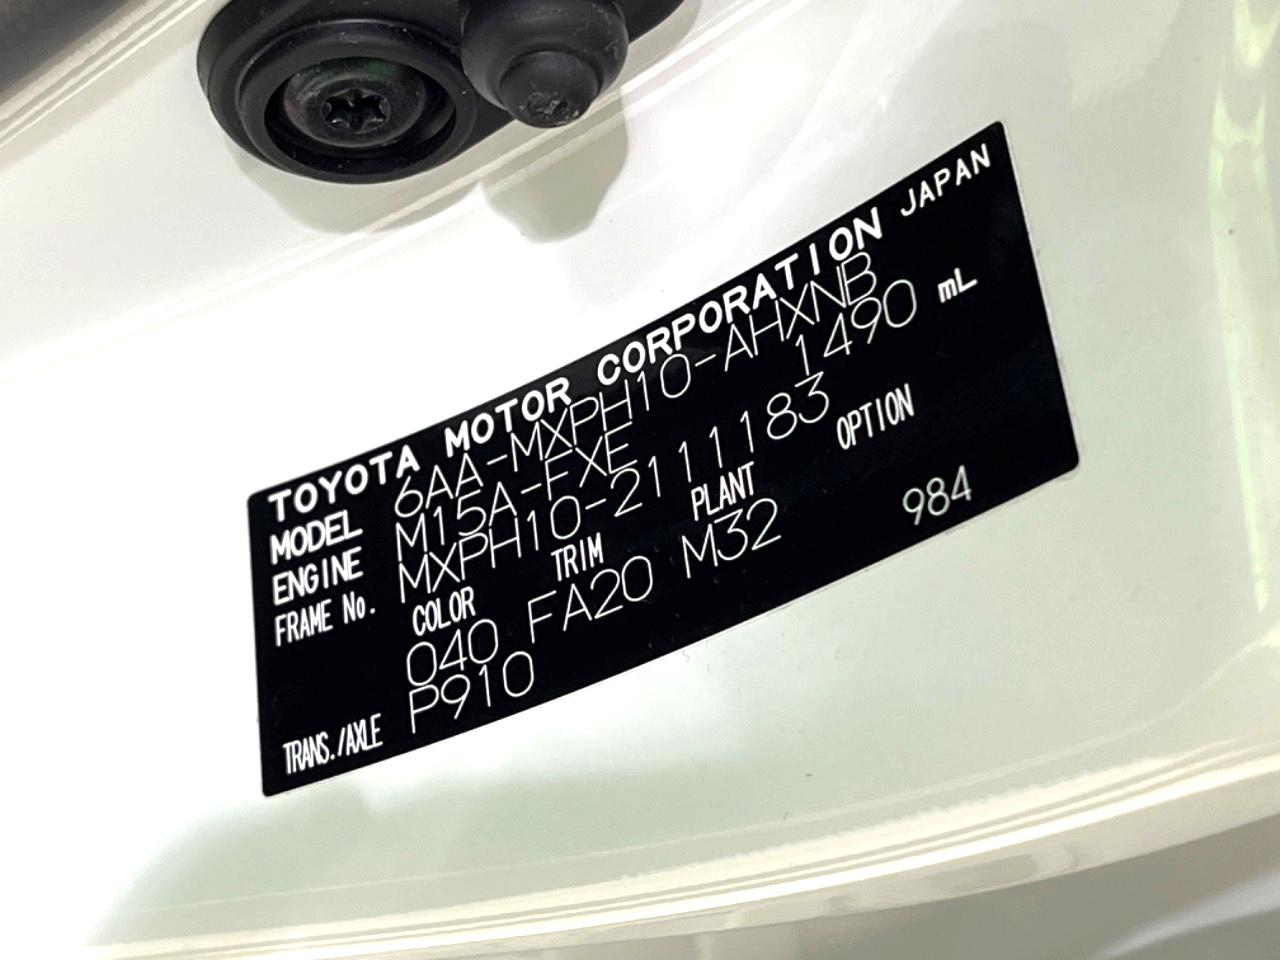 TOYOTA MOTOR CORPORATION JAPAN
MODEL 6AA-MXPH10-AHXNB
ENGINE M15A-FXE 1490 mL
FRAME No. MXPH10-2111183
COLOR TRIM PLANT OPTION
040 FA20 M32 984
TRANS./AXLE P910